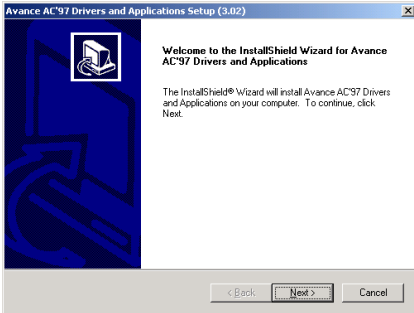 Avance AC'97 Drivers and Applications Setup (3.02)
Welcome to the InstallShield Wizard for Avance
AC'97 Drivers and Applications
The InstallShield® Wizard will install Avance AC'97 Drivers
and Applications on your computer. To continue, click
Next.
< Back Next > Cancel